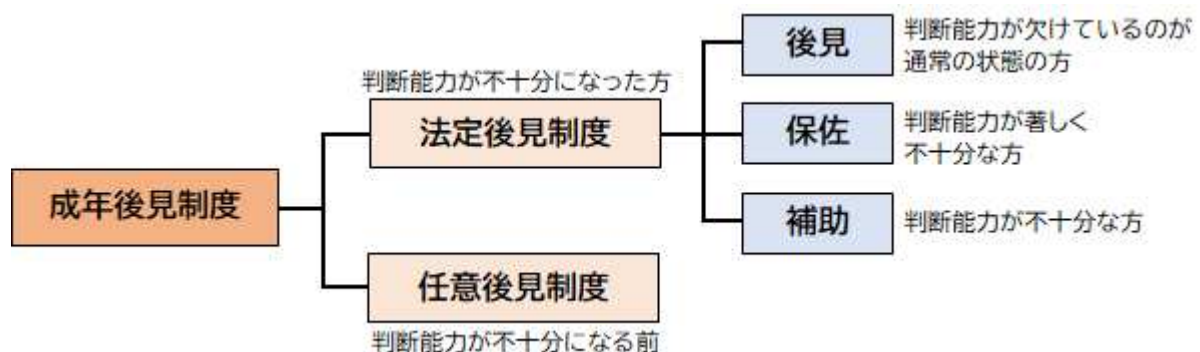 成年後見制度
判断能力が不十分になった方
法定後見制度
後見
判断能力が欠けているのが
通常の状態の方
保佐
判断能力が著しく
不十分な方
補助
判断能力が不十分な方
任意後見制度
判断能力が不十分になる前